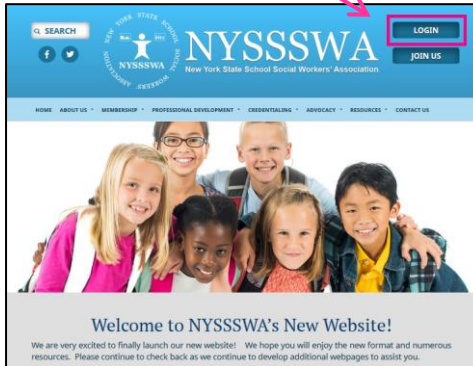 SEARCH
NEW YORK STATE SCHOOL SOCIAL WORKERS' ASSOCIATION
NYSSSWA
NYSSSWA
New York State School Social Workers' Association
LOGIN
JOIN US
HOME ABOUT US MEMBERSHIP PROFESSIONAL DEVELOPMENT CREDENTIALING ADVOCACY RESOURCES CONTACT US
Welcome to NYSSSWA's New Website!
We are very excited to finally launch our new website! We hope you will enjoy the new format and numerous
resources. Please continue to check back as we continue to develop additional webpages to assist you.